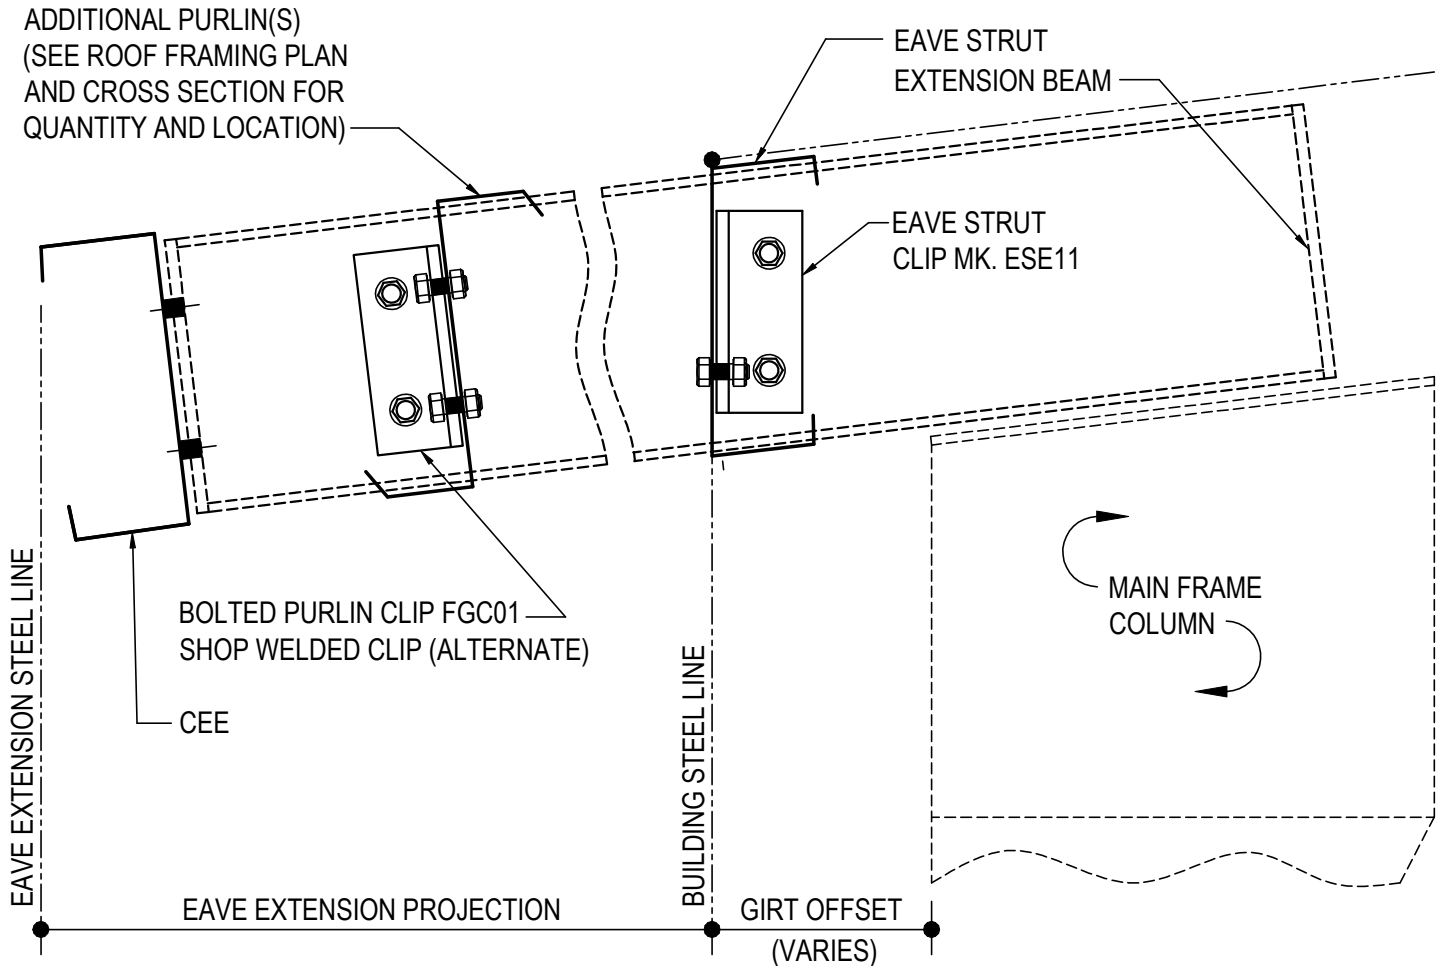 ADDITIONAL PURLIN(S)
(SEE ROOF FRAMING PLAN
AND CROSS SECTION FOR
QUANTITY AND LOCATION)
EAVE STRUT
EXTENSION BEAM
EAVE STRUT
CLIP MK. ESE11
BOLTED PURLIN CLIP FGC01
SHOP WELDED CLIP (ALTERNATE)
CEE
MAIN FRAME
COLUMN
EAVE EXTENSION STEEL LINE
BUILDING STEEL LINE
EAVE EXTENSION PROJECTION
GIRT OFFSET
(VARIES)